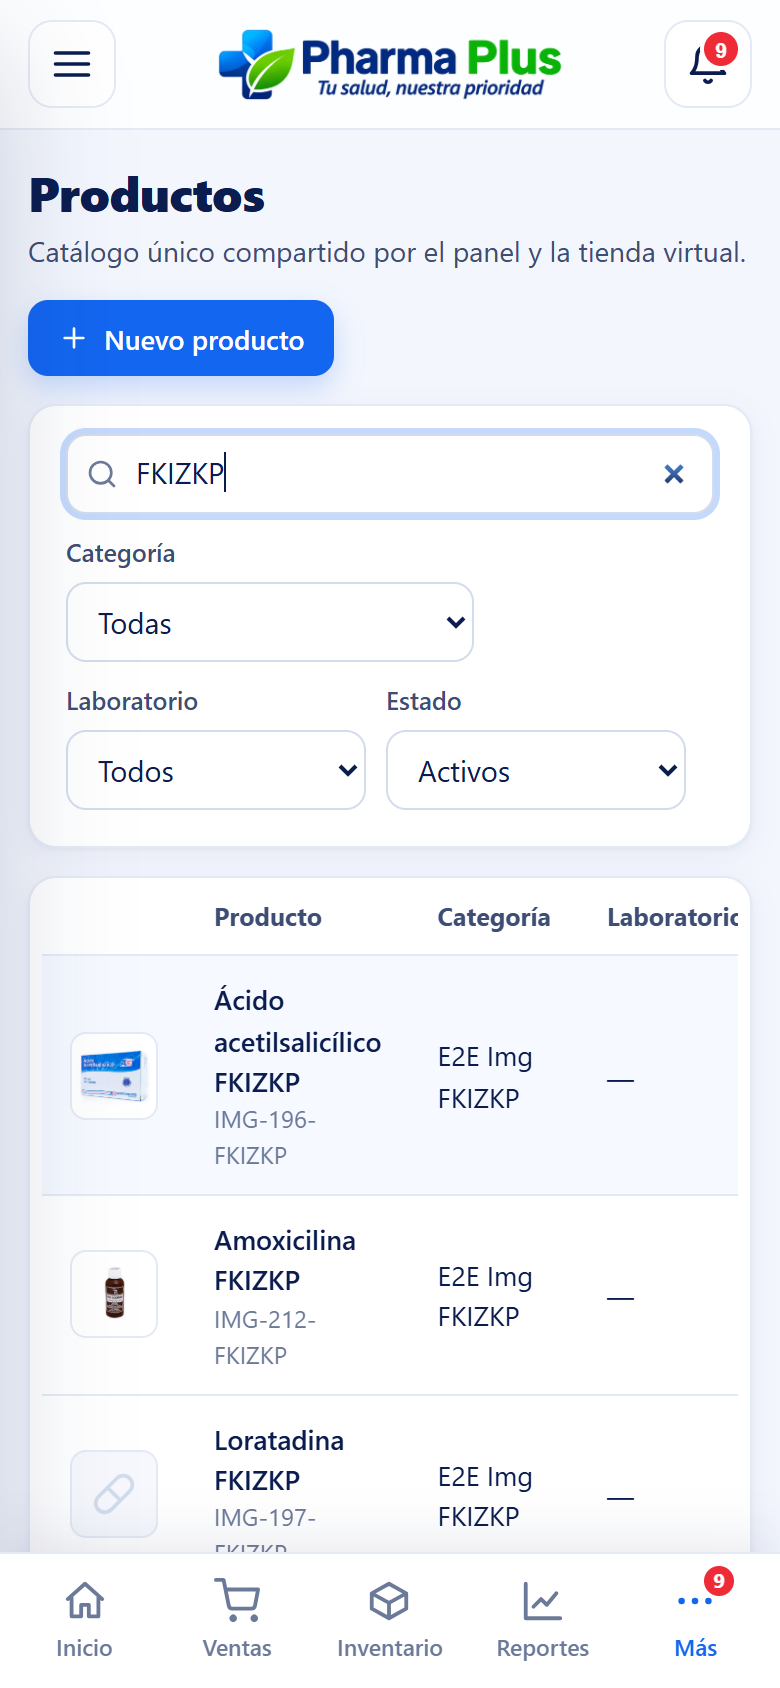 Pharma Plus
Tu salud, nuestra prioridad
9
Productos
Catálogo único compartido por el panel y la tienda virtual.
+ Nuevo producto
FKIZKP
Categoría
Todas
Laboratorio Estado
Todos Activos
Producto Categoría Laboratorio
Ácido
acetilsalicílico
FKIZKP
IMG-196-
FKIZKP
E2E Img
FKIZKP
—
Amoxicilina
FKIZKP
IMG-212-
FKIZKP
E2E Img
FKIZKP
—
Loratadina
FKIZKP
IMG-197-
FKIZKP
E2E Img
FKIZKP
—
9
Inicio Ventas Inventario Reportes Más